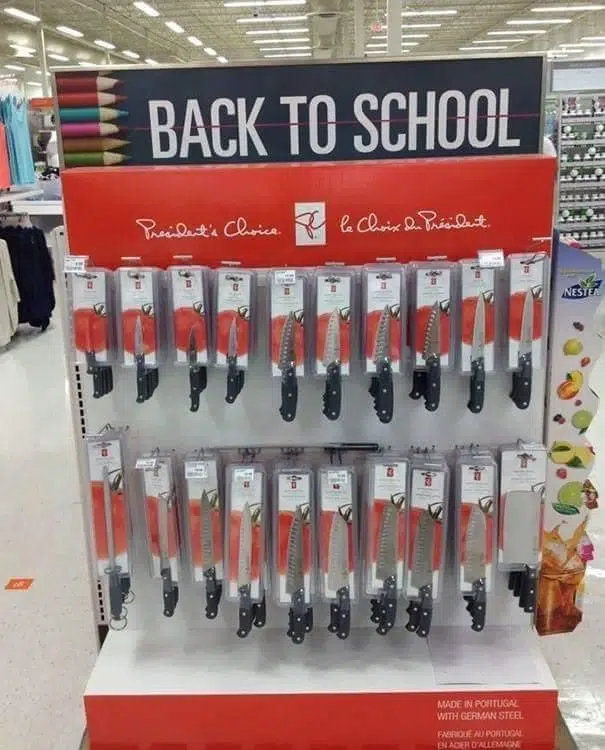 BACK TO SCHOOL
President's Choice PC le Choix du Président
NESTEA
MADE IN PORTUGAL
WITH GERMAN STEEL
FABRIQUÉ AU PORTUGAL
EN ACIER D'ALLEMAGNE